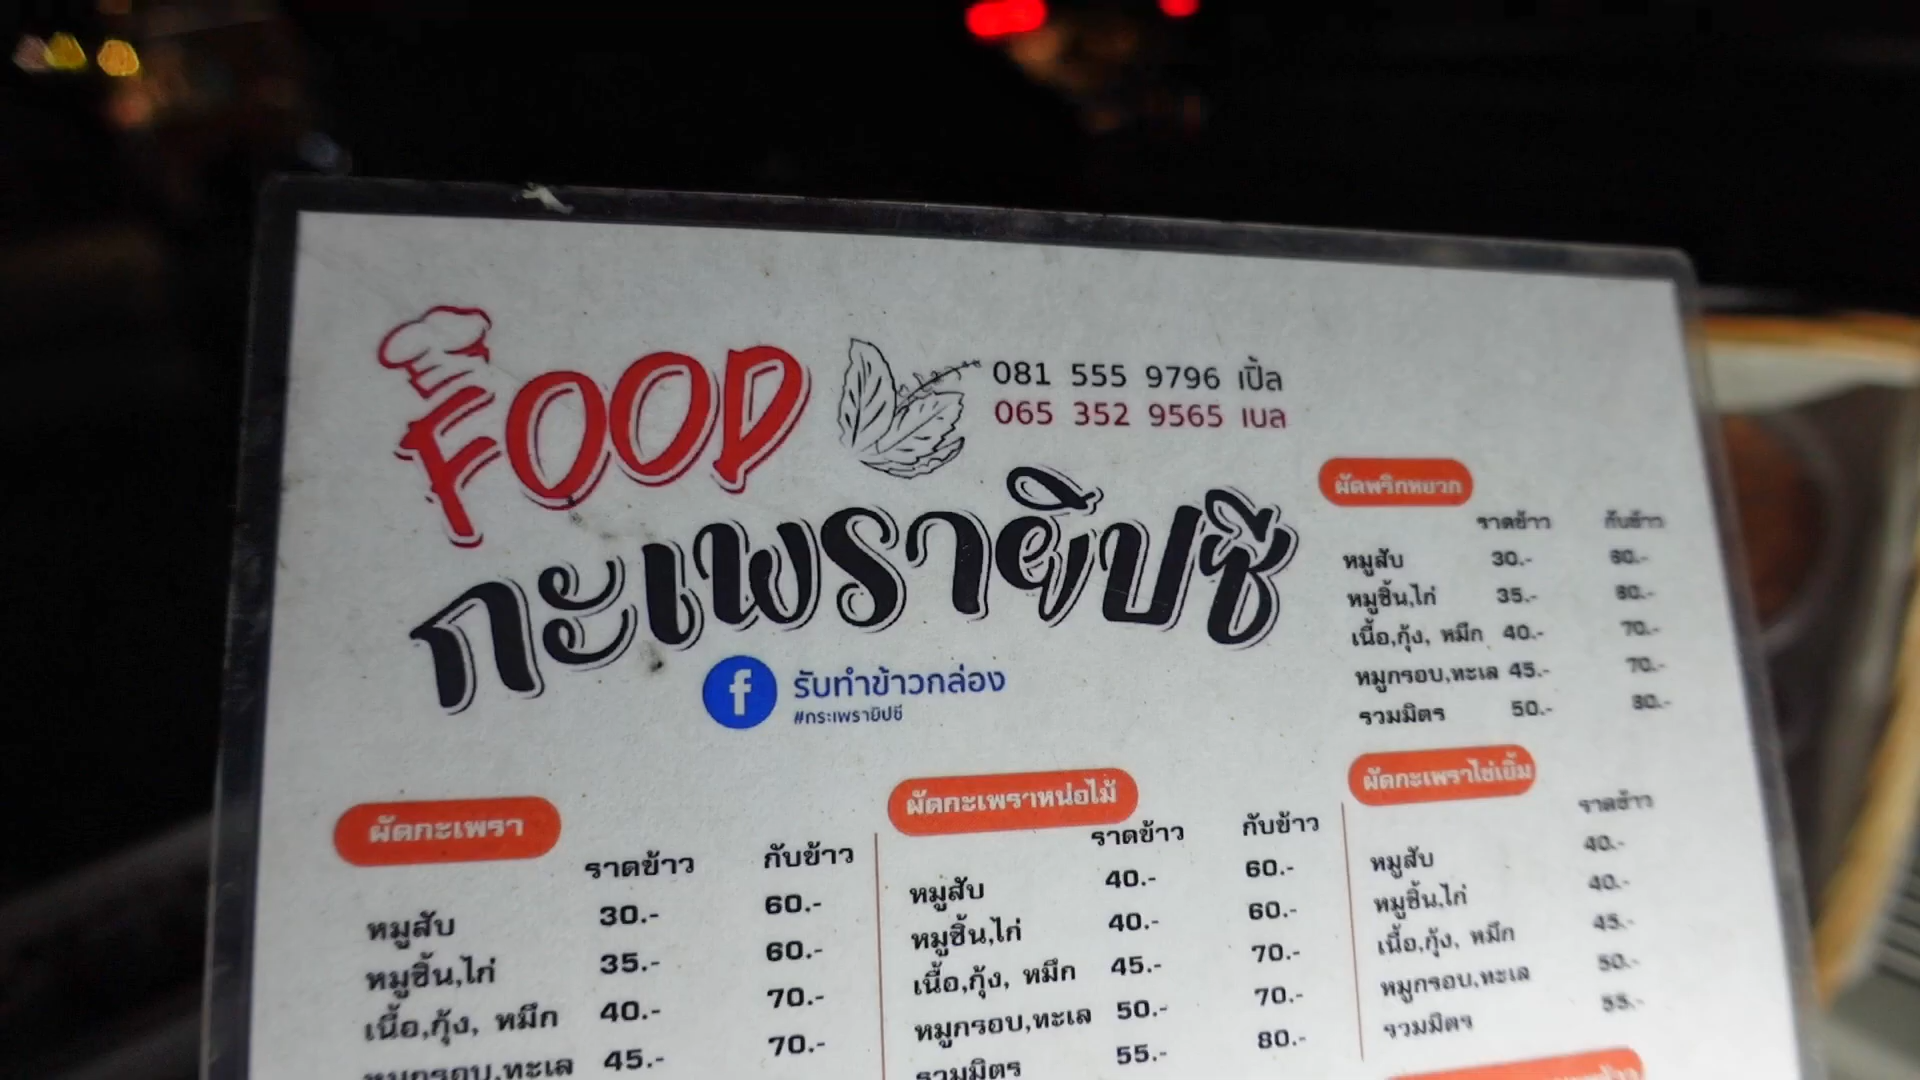 FOOD
081 555 9796 เปิ้ล
065 352 9565 เบล
กะเพรายิปซี
f รับทำข้าวกล่อง
#กระเพรายิปซี
ผัดพริกหยวก
ราดข้าว กับข้าว
หมูสับ 30.- 60.-
หมูชิ้น,ไก่ 35.- 60.-
เนื้อ,กุ้ง, หมึก 40.- 70.-
หมูกรอบ,ทะเล 45.- 70.-
รวมมิตร 50.- 80.-
ผัดกะเพรา
ราดข้าว กับข้าว
หมูสับ 30.- 60.-
หมูชิ้น,ไก่ 35.- 60.-
เนื้อ,กุ้ง, หมึก 40.- 70.-
หมูกรอบ,ทะเล 45.- 70.-
ผัดกะเพราหน่อไม้
ราดข้าว กับข้าว
หมูสับ 40.- 60.-
หมูชิ้น,ไก่ 40.- 60.-
เนื้อ,กุ้ง, หมึก 45.- 70.-
หมูกรอบ,ทะเล 50.- 70.-
รวมมิตร 55.- 80.-
ผัดกะเพราไข่เยี่ยม
ราดข้าว
หมูสับ 40.-
หมูชิ้น,ไก่ 40.-
เนื้อ,กุ้ง, หมึก 45.-
หมูกรอบ,ทะเล 50.-
รวมมิตร 55.-